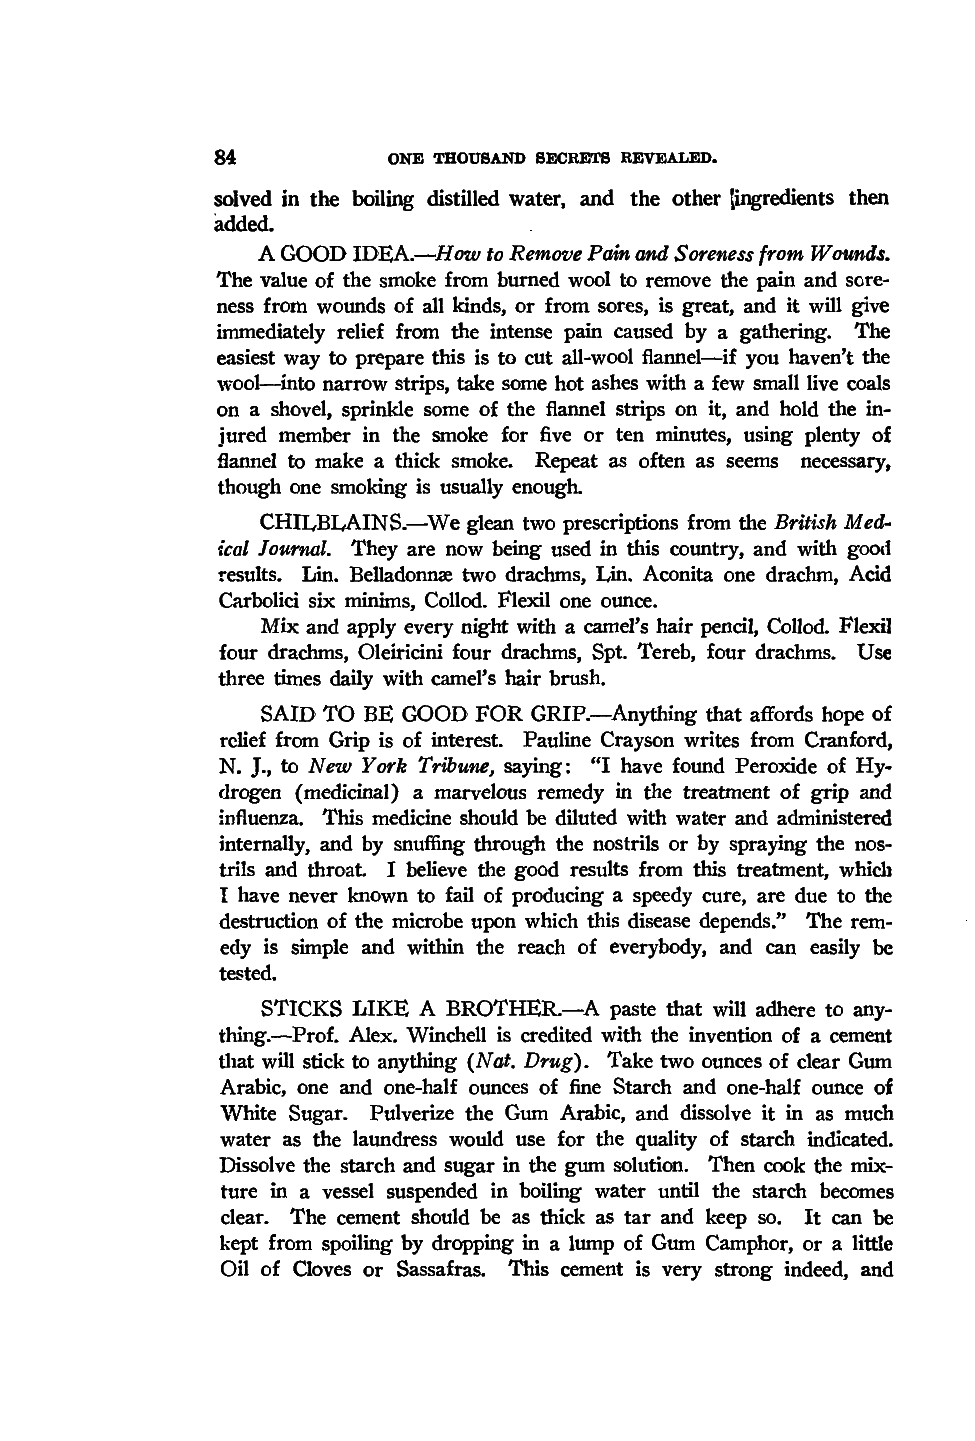 84 ONE THOUSAND SECRETS REVEALED.
solved in the boiling distilled water, and the other ingredients then
added.
A GOOD IDEA.—How to Remove Pain and Soreness from Wounds.
The value of the smoke from burned wool to remove the pain and sore-
ness from wounds of all kinds, or from sores, is great, and it will give
immediately relief from the intense pain caused by a gathering. The
easiest way to prepare this is to cut all-wool flannel—if you haven't the
wool—into narrow strips, take some hot ashes with a few small live coals
on a shovel, sprinkle some of the flannel strips on it, and hold the in-
jured member in the smoke for five or ten minutes, using plenty of
flannel to make a thick smoke. Repeat as often as seems necessary,
though one smoking is usually enough.
CHILBLAINS.—We glean two prescriptions from the British Med-
ical Journal. They are now being used in this country, and with good
results. Lin. Belladonnæ two drachms, Lin. Aconita one drachm, Acid
Carbolici six minims, Collod. Flexil one ounce.
Mix and apply every night with a camel's hair pencil, Collod. Flexil
four drachms, Oleiricini four drachms, Spt. Tereb, four drachms. Use
three times daily with camel's hair brush.
SAID TO BE GOOD FOR GRIP.—Anything that affords hope of
relief from Grip is of interest. Pauline Crayson writes from Cranford,
N. J., to New York Tribune, saying: "I have found Peroxide of Hy-
drogen (medicinal) a marvelous remedy in the treatment of grip and
influenza. This medicine should be diluted with water and administered
internally, and by snuffing through the nostrils or by spraying the nos-
trils and throat. I believe the good results from this treatment, which
I have never known to fail of producing a speedy cure, are due to the
destruction of the microbe upon which this disease depends." The rem-
edy is simple and within the reach of everybody, and can easily be
tested.
STICKS LIKE A BROTHER.—A paste that will adhere to any-
thing.—Prof. Alex. Winchell is credited with the invention of a cement
that will stick to anything (Nat. Drug). Take two ounces of clear Gum
Arabic, one and one-half ounces of fine Starch and one-half ounce of
White Sugar. Pulverize the Gum Arabic, and dissolve it in as much
water as the laundress would use for the quality of starch indicated.
Dissolve the starch and sugar in the gum solution. Then cook the mix-
ture in a vessel suspended in boiling water until the starch becomes
clear. The cement should be as thick as tar and keep so. It can be
kept from spoiling by dropping in a lump of Gum Camphor, or a little
Oil of Cloves or Sassafras. This cement is very strong indeed, and